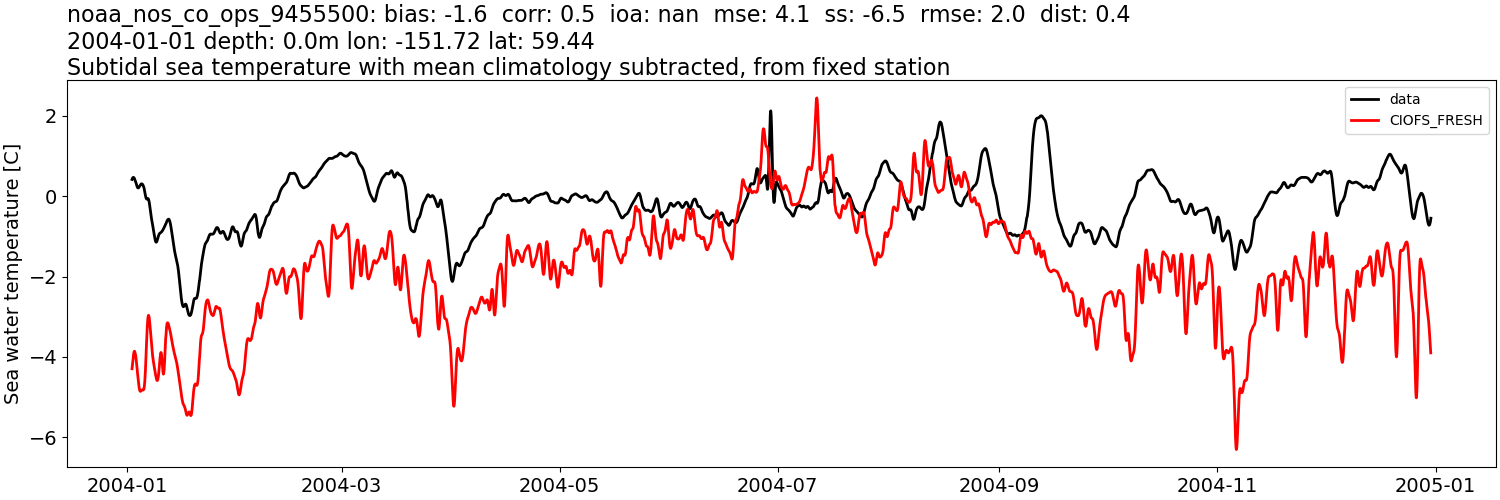 noaa_nos_co_ops_9455500: bias: -1.6  corr: 0.5  ioa: nan  mse: 4.1  ss: -6.5  rmse: 2.0  dist: 0.4
2004-01-01 depth: 0.0m lon: -151.72 lat: 59.44
Subtidal sea temperature with mean climatology subtracted, from fixed station
data
CIOFS_FRESH
Sea water temperature [C]
2
0
−2
−4
−6
2004-01
2004-03
2004-05
2004-07
2004-09
2004-11
2005-01